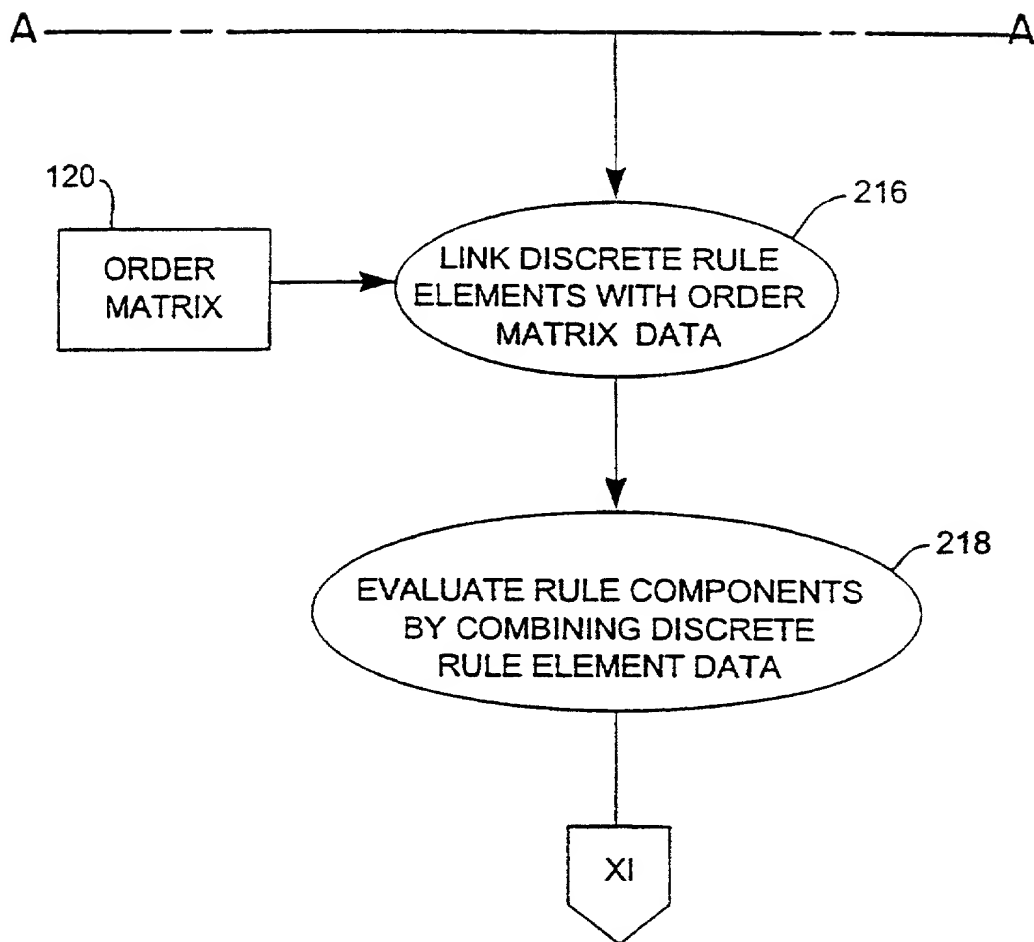 A A
120
216
ORDER
MATRIX
LINK DISCRETE RULE
ELEMENTS WITH ORDER
MATRIX DATA
218
EVALUATE RULE COMPONENTS
BY COMBINING DISCRETE
RULE ELEMENT DATA
XI